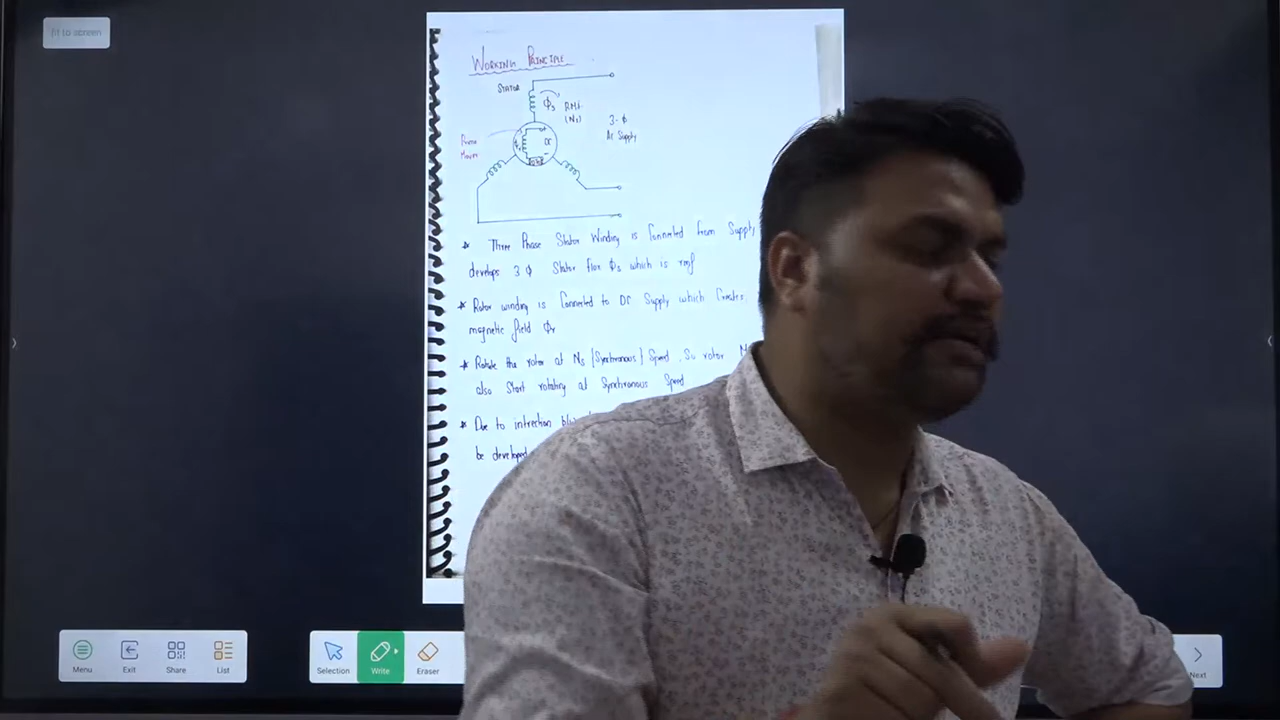 Fit to screen
WORKING PRINCIPLE
STATOR
Φs
RMF
(Ns)
3-Φ
AC Supply
Prime
Mover
DC
* Three Phase Stator Winding is Connected from Supply
develops 3 Φ Stator flux Φs which is rmf
* Rotor winding is Connected to DC Supply which Creates
magnetic field Φr
* Rotate the rotor at Ns [Synchronous] Speed, So rotor
also Start rotating at Synchronous Speed
* Due to intrection
be developed
Menu
Exit
Share
List
Selection
Write
Eraser
Next